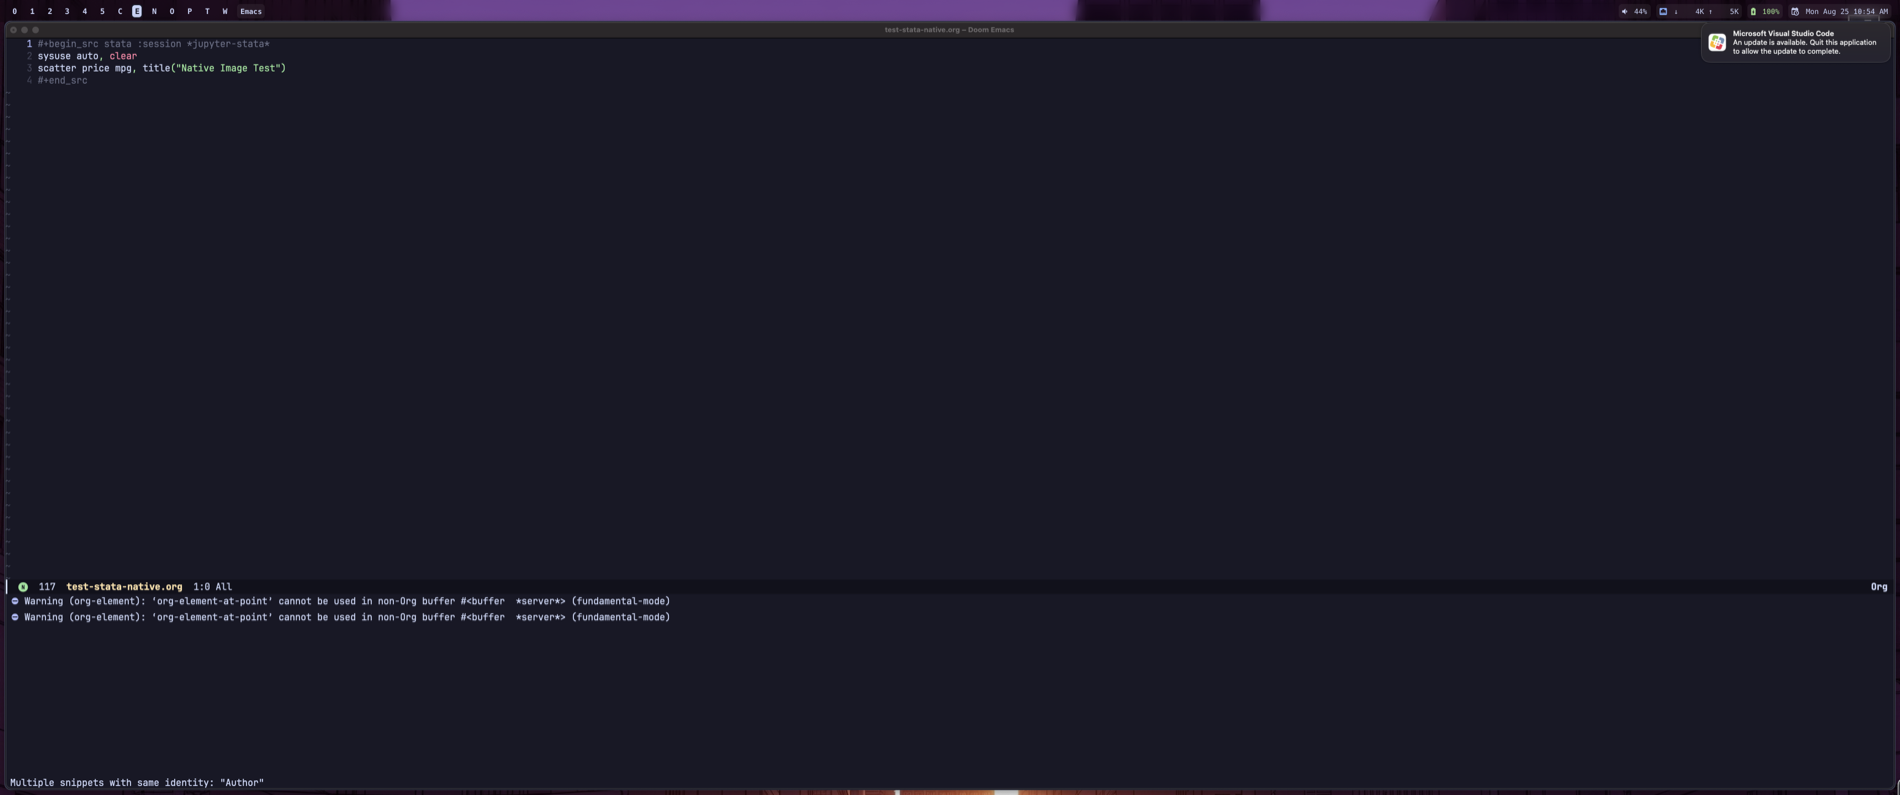 0 1 2 3 4 5 C E N O P T W Emacs
44% ↓ 4K ↑ 5K 100% Mon Aug 25 10:54 AM
test-stata-native.org – Doom Emacs
Microsoft Visual Studio Code
An update is available. Quit this application
to allow the update to complete.
1 #+begin_src stata :session *jupyter-stata*
2 sysuse auto, clear
3 scatter price mpg, title("Native Image Test")
4 #+end_src
N 117 test-stata-native.org 1:0 All Org
Warning (org-element): ‘org-element-at-point’ cannot be used in non-Org buffer #<buffer  *server*> (fundamental-mode)
Warning (org-element): ‘org-element-at-point’ cannot be used in non-Org buffer #<buffer  *server*> (fundamental-mode)
Multiple snippets with same identity: "Author"